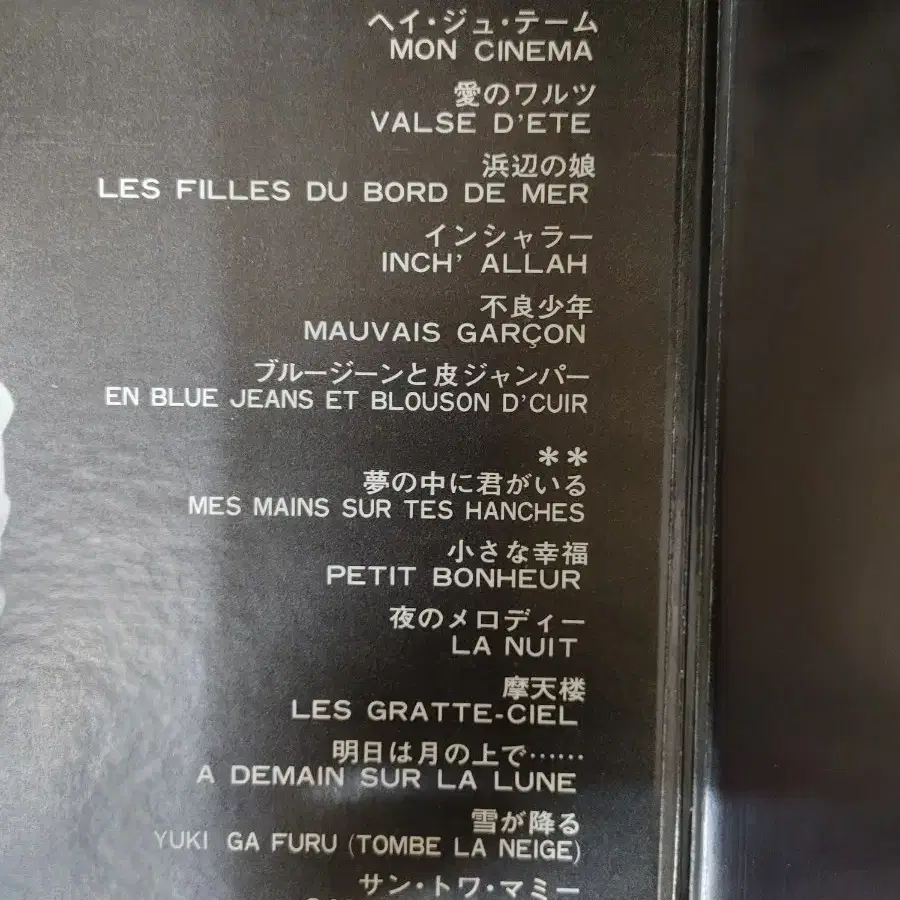 ヘイ・ジュ・テーム
MON CINEMA
愛のワルツ
VALSE D'ETE
浜辺の娘
LES FILLES DU BORD DE MER
インシャラー
INCH' ALLAH
不良少年
MAUVAIS GARÇON
ブルージーンと皮ジャンパー
EN BLUE JEANS ET BLOUSON D'CUIR
**
夢の中に君がいる
MES MAINS SUR TES HANCHES
小さな幸福
PETIT BONHEUR
夜のメロディー
LA NUIT
摩天楼
LES GRATTE-CIEL
明日は月の上で……
A DEMAIN SUR LA LUNE
雪が降る
YUKI GA FURU (TOMBE LA NEIGE)
サン・トワ・マミー